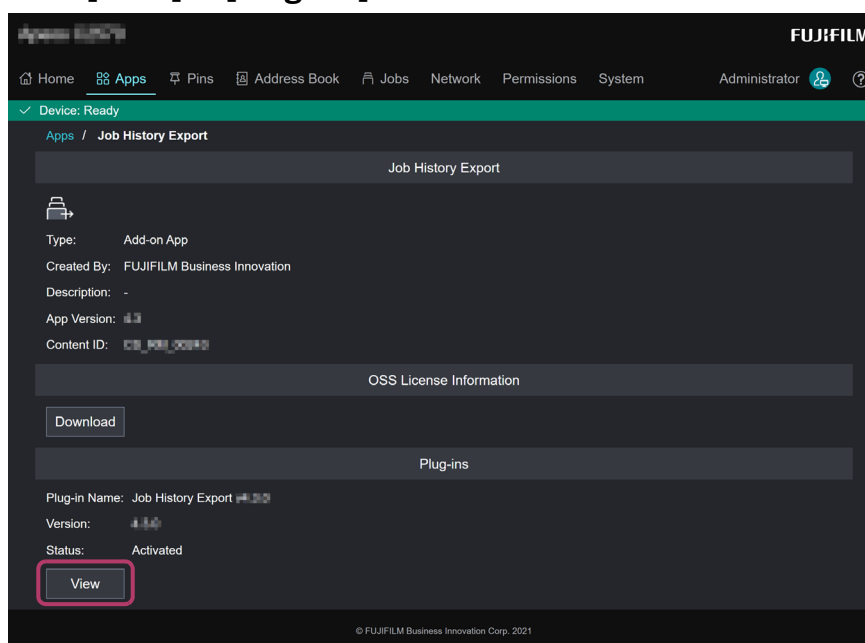 FUJIFILM
Home Apps Pins Address Book Jobs Network Permissions System Administrator
Device: Ready
Apps / Job History Export
Job History Export
Type: Add-on App
Created By: FUJIFILM Business Innovation
Description: -
App Version:
Content ID:
OSS License Information
Download
Plug-ins
Plug-in Name: Job History Export
Version:
Status: Activated
View
© FUJIFILM Business Innovation Corp. 2021